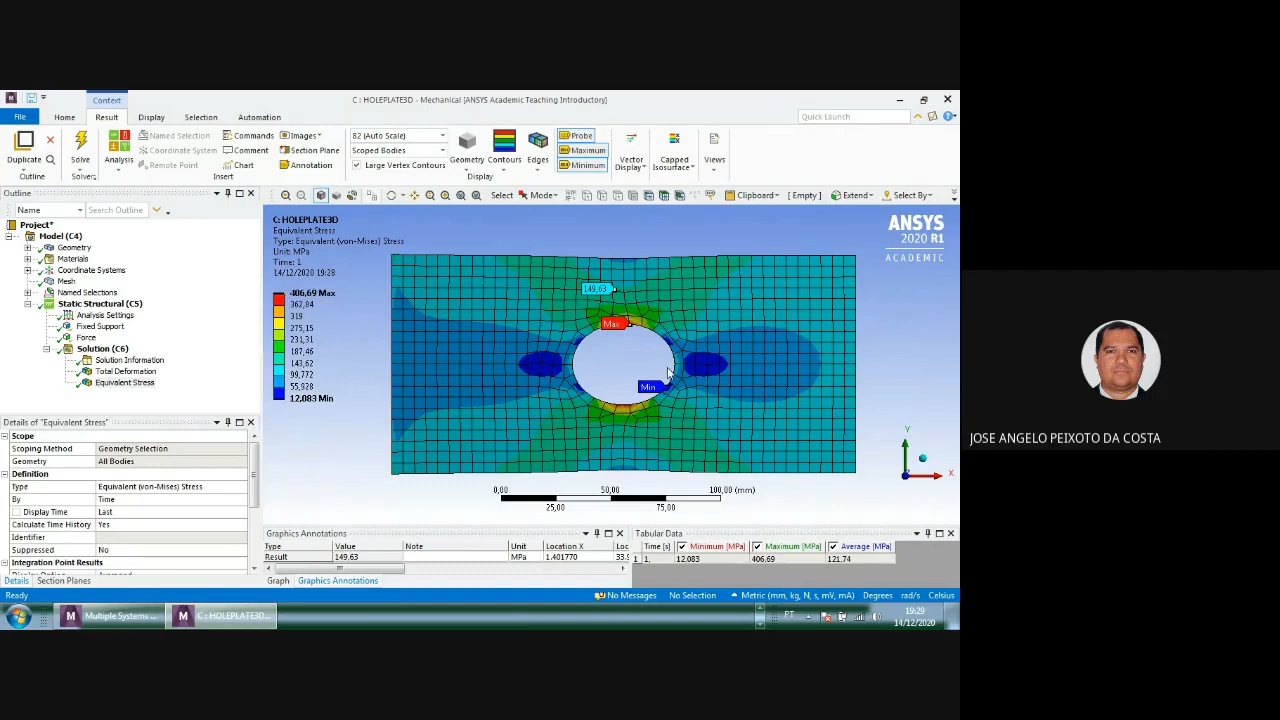 Context
C : HOLEPLATE3D - Mechanical [ANSYS Academic Teaching Introductory]
File Home Result Display Selection Automation
Quick Launch
Duplicate
Outline
Solve
Solver
Analysis
Named Selection
Coordinate System
Remote Point
Commands
Comment
Chart
Images
Section Plane
Annotation
Insert
82 (Auto Scale)
Scoped Bodies
Large Vertex Contours
Geometry
Contours
Edges
Display
Probe
Maximum
Minimum
Vector
Display
Capped
Isosurface
Views
Outline
Name Search Outline
Select Mode Clipboard [ Empty ] Extend Select By
Project*
Model (C4)
Geometry
Materials
Coordinate Systems
Mesh
Named Selections
Static Structural (C5)
Analysis Settings
Fixed Support
Force
Solution (C6)
Solution Information
Total Deformation
Equivalent Stress
C: HOLEPLATE3D
Equivalent Stress
Type: Equivalent (von-Mises) Stress
Unit: MPa
Time: 1
14/12/2020 19:28
406,69 Max
362,84
319
275,15
231,31
187,46
143,62
99,772
55,928
12,083 Min
ANSYS
2020 R1
ACADEMIC
149,63
Max
Min
Y
X
0,00 50,00 100,00 (mm)
25,00 75,00
Details of "Equivalent Stress"
Scope
Scoping Method Geometry Selection
Geometry All Bodies
Definition
Type Equivalent (von-Mises) Stress
By Time
Display Time Last
Calculate Time History Yes
Identifier
Suppressed No
Integration Point Results
Details Section Planes
Graphics Annotations
Type Value Note Unit Location X Loc
Result 149,63 MPa 1.401770 33.9
Graph Graphics Annotations
Tabular Data
Time [s] Minimum [MPa] Maximum [MPa] Average [MPa]
1 1. 12,083 406,69 121,74
Ready
No Messages No Selection Metric (mm, kg, N, s, mV, mA) Degrees rad/s Celsius
Multiple Systems ...
C : HOLEPLATE3D...
PT
19:29
14/12/2020
JOSE ANGELO PEIXOTO DA COSTA